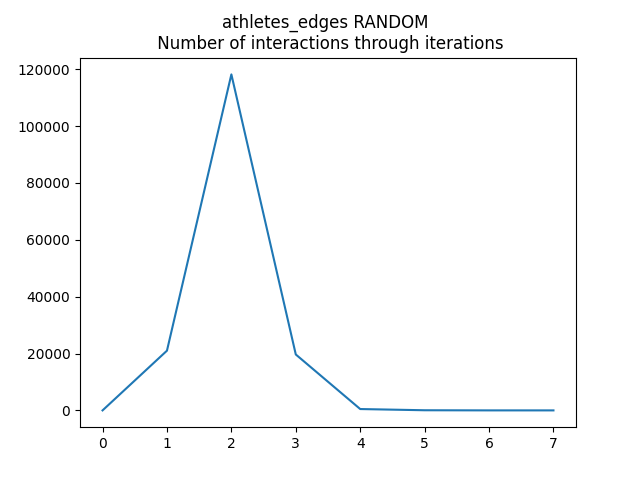 athletes_edges RANDOM
Number of interactions through iterations
120000
100000
80000
60000
40000
20000
0
0 1 2 3 4 5 6 7